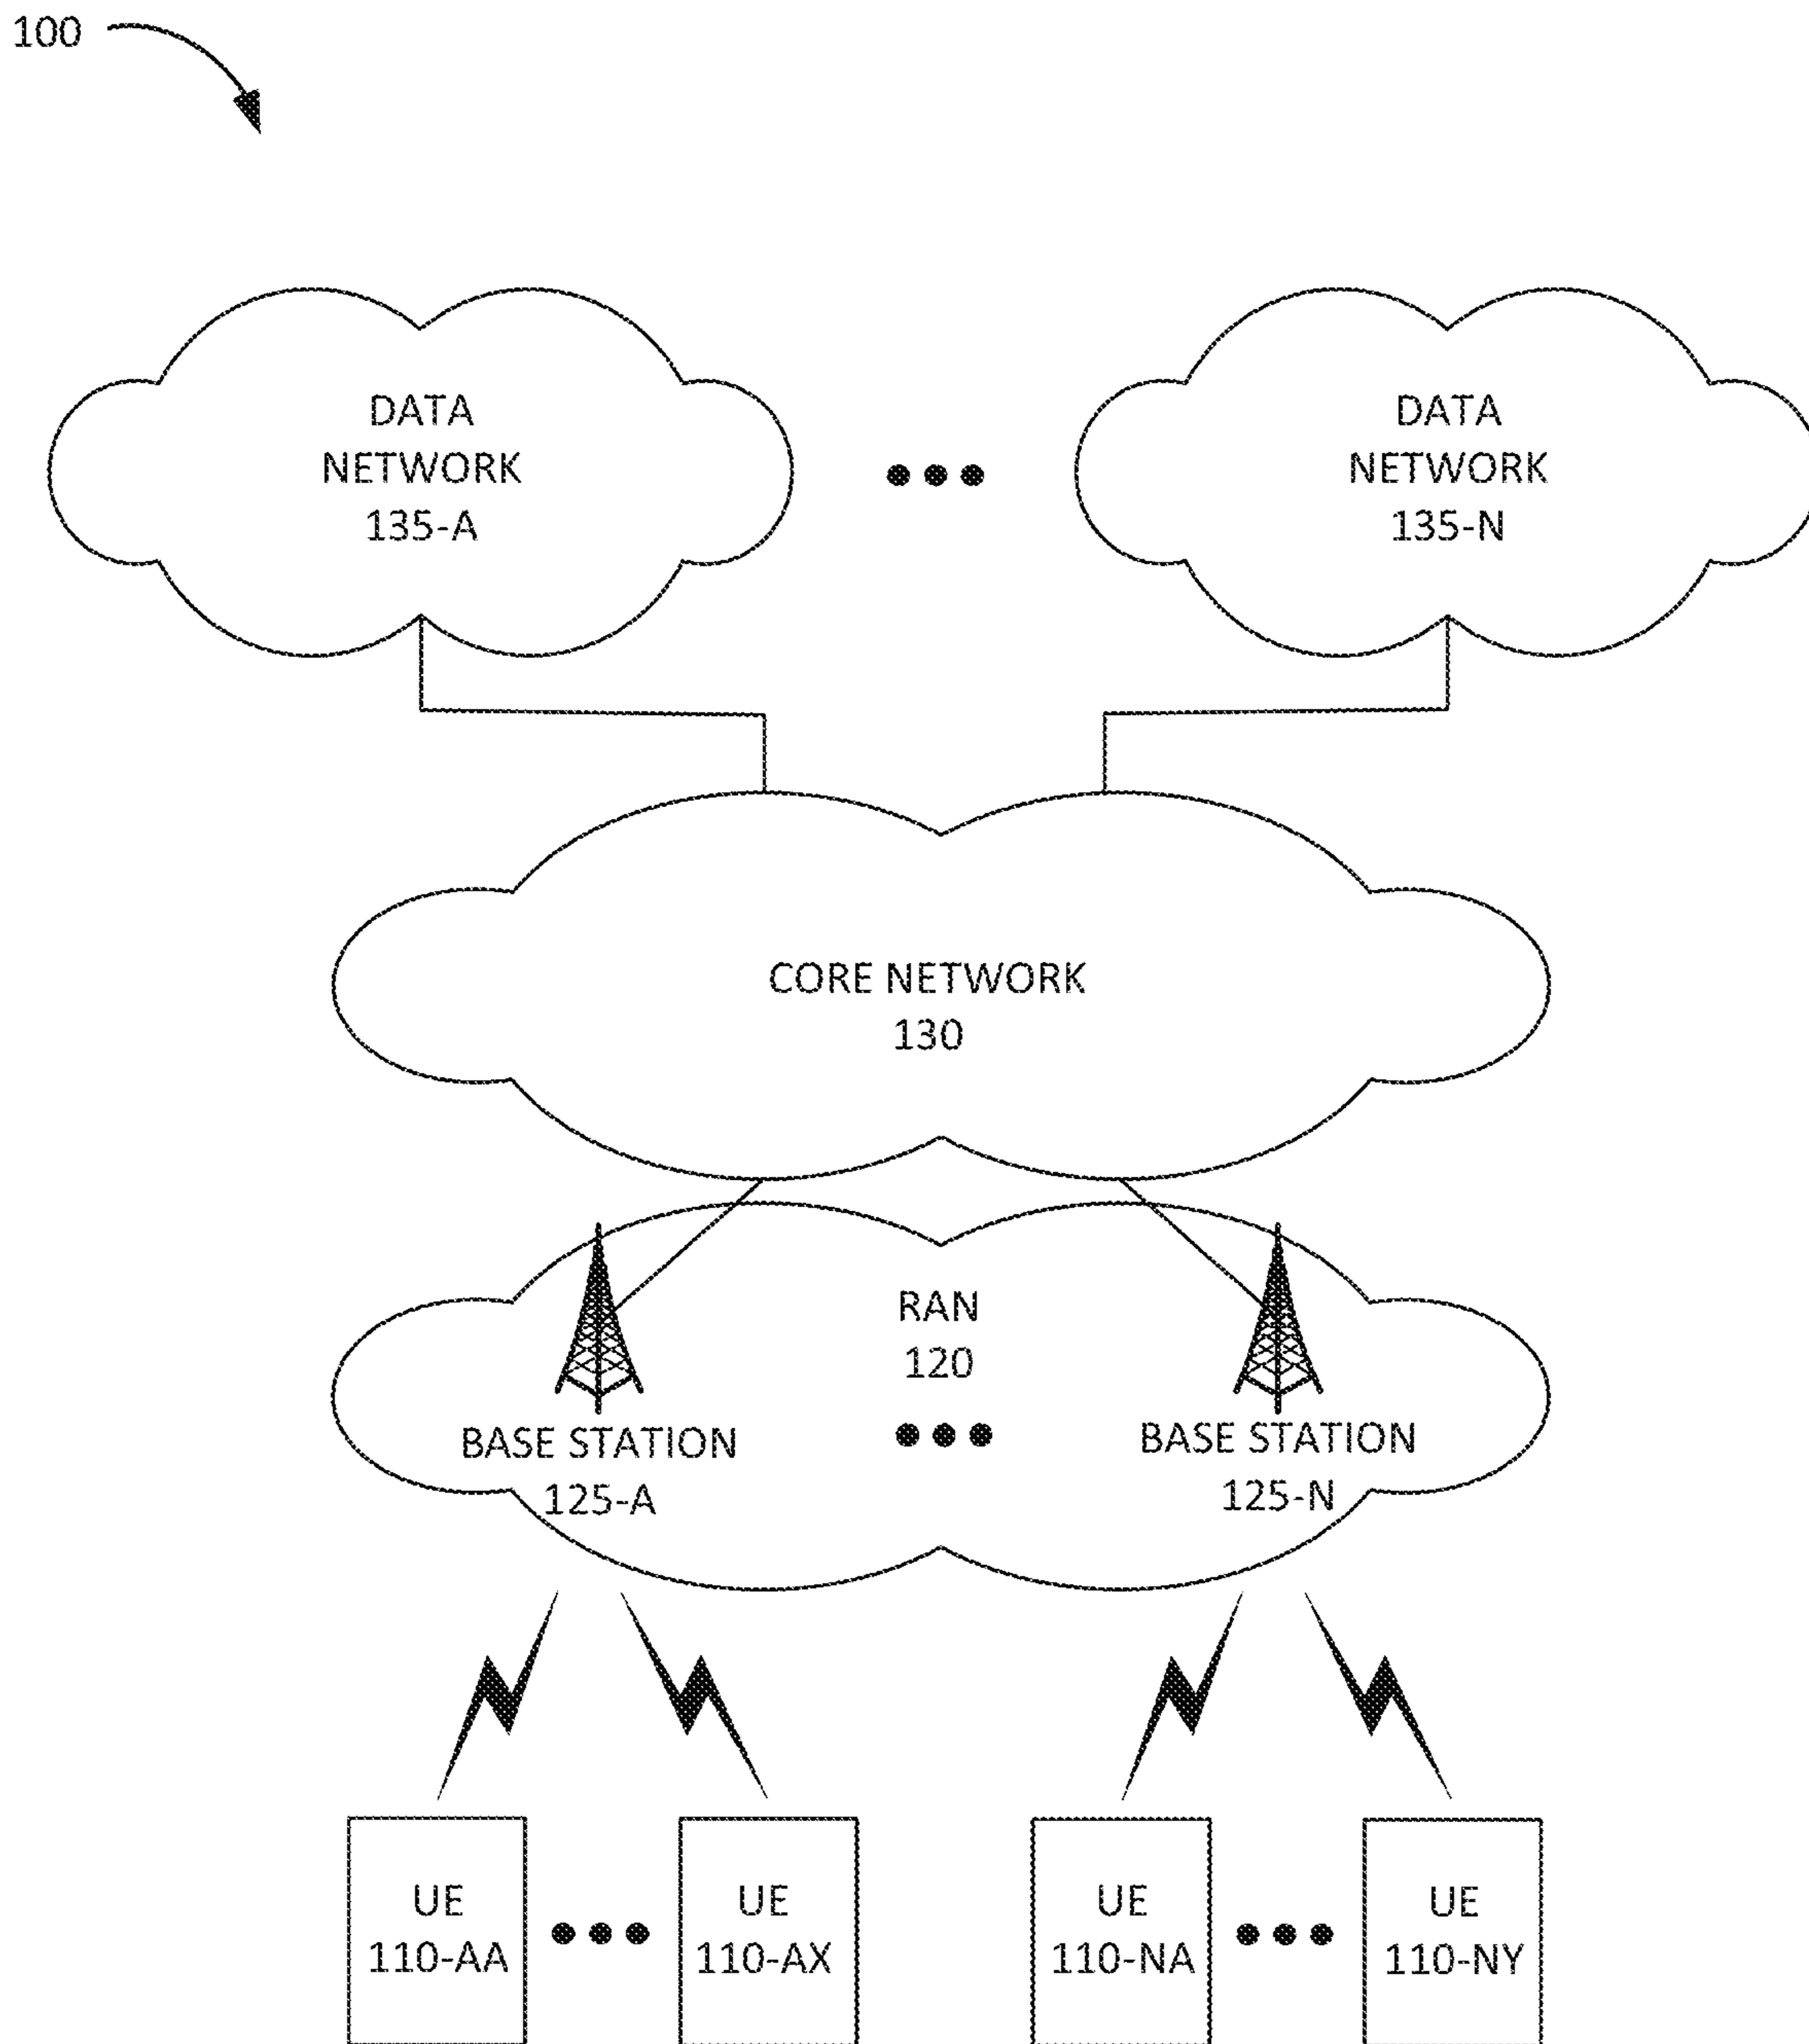 100
DATA
NETWORK
135-A
DATA
NETWORK
135-N
CORE NETWORK
130
RAN
120
BASE STATION
125-A
BASE STATION
125-N
UE
110-AA
UE
110-AX
UE
110-NA
UE
110-NY